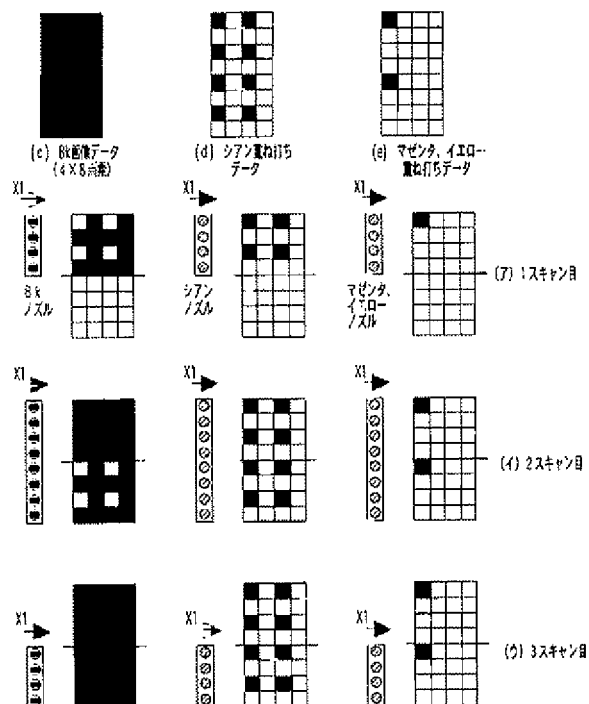 (c) Bk画像データ
(4×8画素)
(d) シアン重ね打ち
データ
(e) マゼンタ、イエロー
重ね打ちデータ
X1
X1
X1
Bk
ノズル
シアン
ノズル
マゼンタ、
イエロー
ノズル
(ア) 1スキャン目
X1
X1
X1
(イ) 2スキャン目
X1
X1
X1
(ウ) 3スキャン目